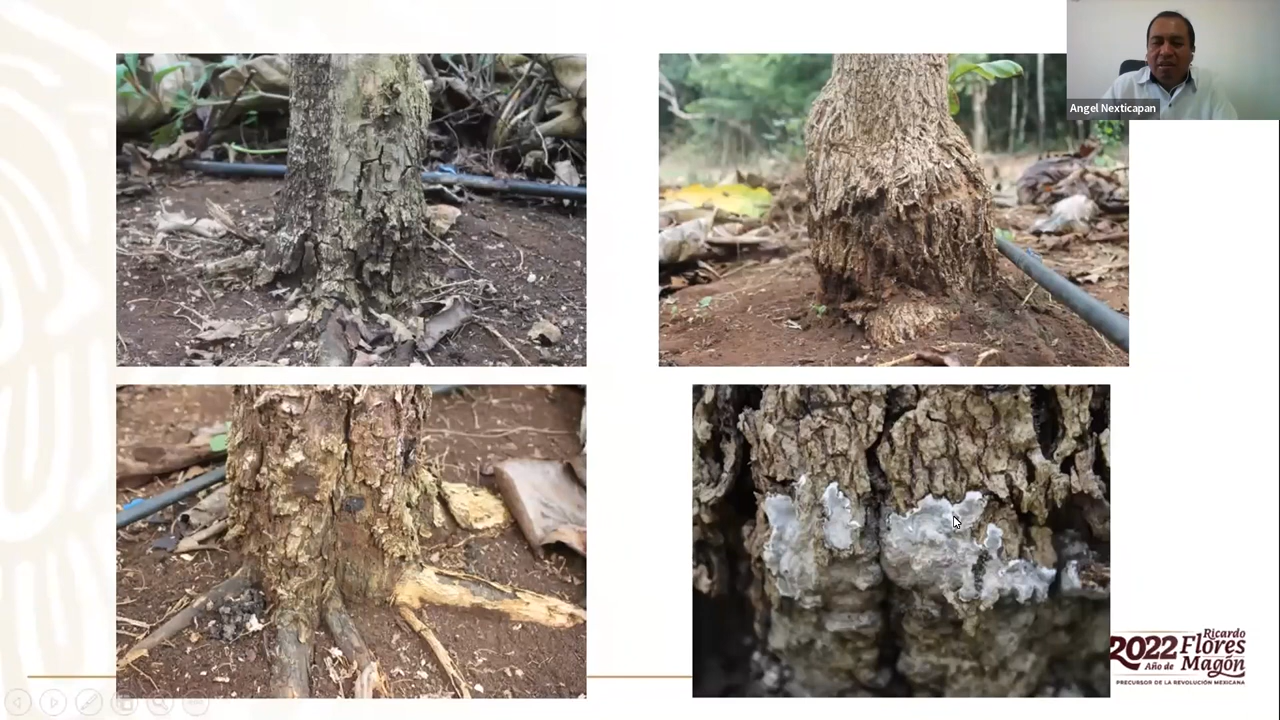 Angel Nexticapan
2022
Año de
Ricardo
Flores
Magón
PRECURSOR DE LA REVOLUCIÓN MEXICANA